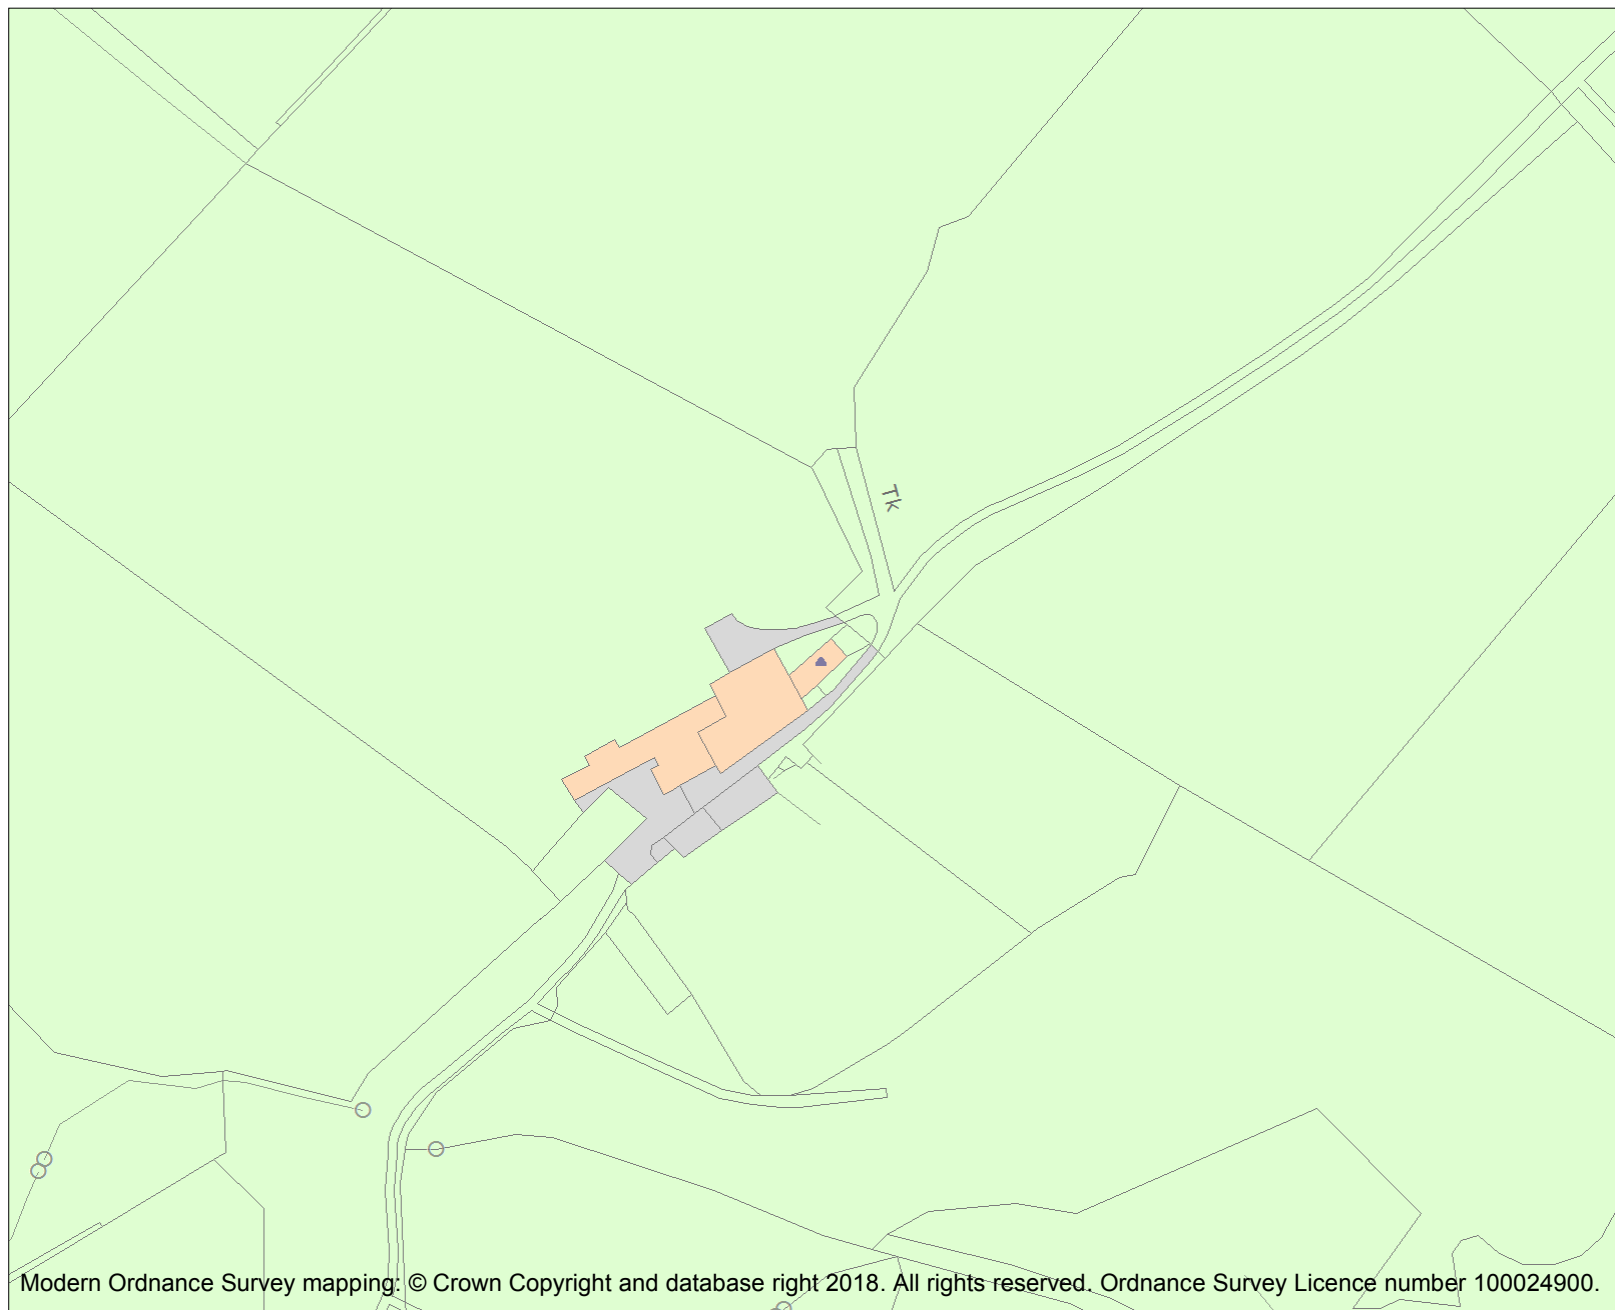 Tk
Modern Ordnance Survey mapping: © Crown Copyright and database right 2018. All rights reserved. Ordnance Survey Licence number 100024900.